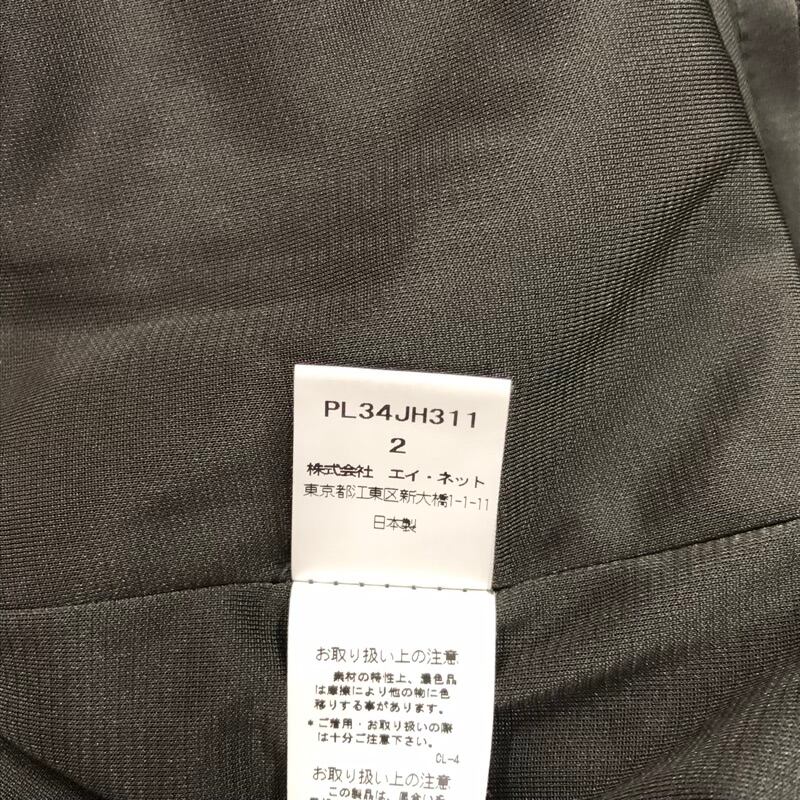 PL34JH311
2
株式会社 エイ・ネット
東京都江東区新大橋1-1-11
日本製
お取り扱い上の注意
素材の特性上、濃色品
は摩擦により他の物に色
移りする事があります。
*ご着用・お取り扱いの際
は十分ご注意下さい。
CL-4
お取り扱い上の注意
この製品は、風合いを